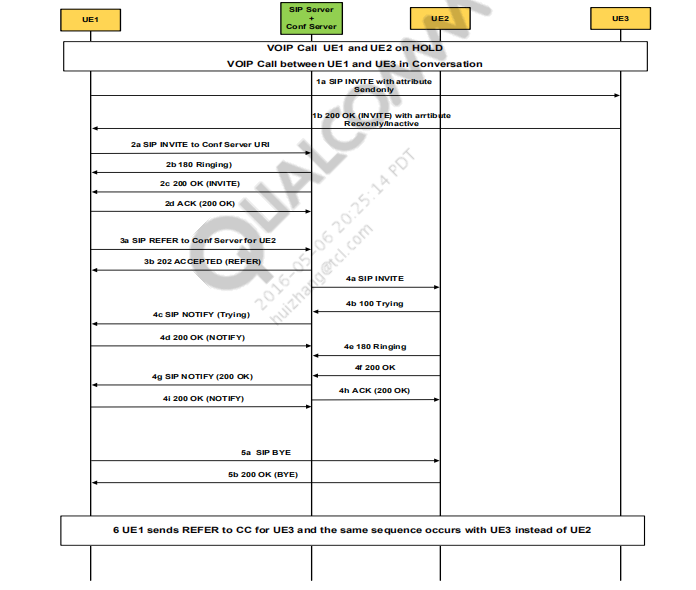 UE1
SIP Server
+
Conf Server
UE2
UE3
VOIP Call UE1 and UE2 on HOLD
VOIP Call between UE1 and UE3 in Conversation
1a SIP INVITE with attribute
Sendonly
1b 200 OK (INVITE) with arrtibute
Recvonly/Inactive
2a SIP INVITE to Conf Server URI
2b 180 Ringing)
2c 200 OK (INVITE)
2d ACK (200 OK)
3a SIP REFER to Conf Server for UE2
3b 202 ACCEPTED (REFER)
4a SIP INVITE
4b 100 Trying
4c SIP NOTIFY (Trying)
4d 200 OK (NOTIFY)
4e 180 Ringing
4f 200 OK
4g SIP NOTIFY (200 OK)
4h ACK (200 OK)
4i 200 OK (NOTIFY)
5a SIP BYE
5b 200 OK (BYE)
6 UE1 sends REFER to CC for UE3 and the same sequence occurs with UE3 instead of UE2
QUALCOMM
2016-05-06 20:25:14 PDT
huizhang@tcl.com